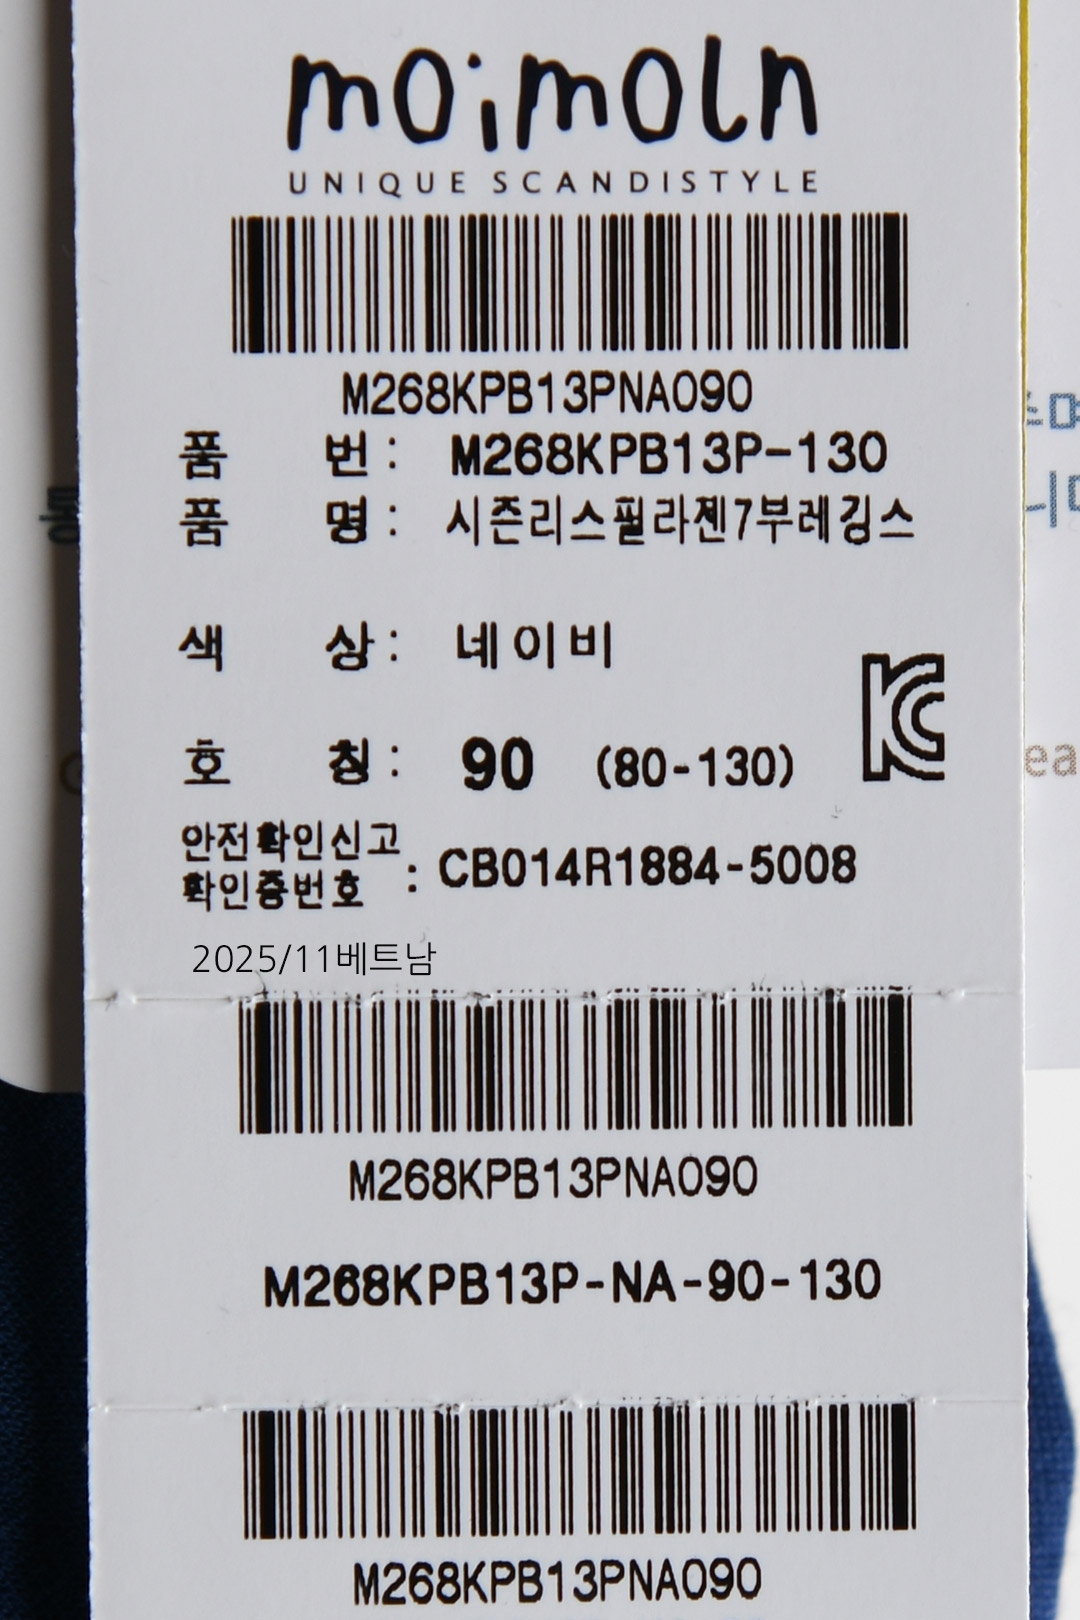 moimoln
UNIQUE SCANDISTYLE
M268KPB13PNA090
품 번 : M268KPB13P-130
품 명 : 시즌리스필라젠7부레깅스
색 상 : 네이비
호 칭 : 90 (80-130)
안전확인신고
확인증번호 : CB014R1884-5008
2025/11베트남
M268KPB13PNA090
M268KPB13P-NA-90-130
M268KPB13PNA090